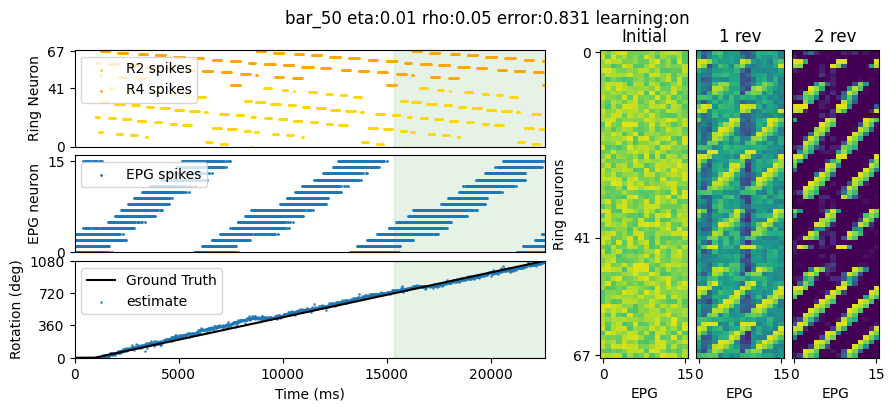 bar_50 eta:0.01 rho:0.05 error:0.831 learning:on
Ring Neuron
67
41
0
R2 spikes
R4 spikes
EPG neuron
15
0
EPG spikes
Rotation (deg)
1080
720
360
0
Ground Truth
estimate
0 5000 10000 15000 20000
Time (ms)
Initial 1 rev 2 rev
Ring neurons
0
41
67
0 15 0 15 0 15
EPG EPG EPG